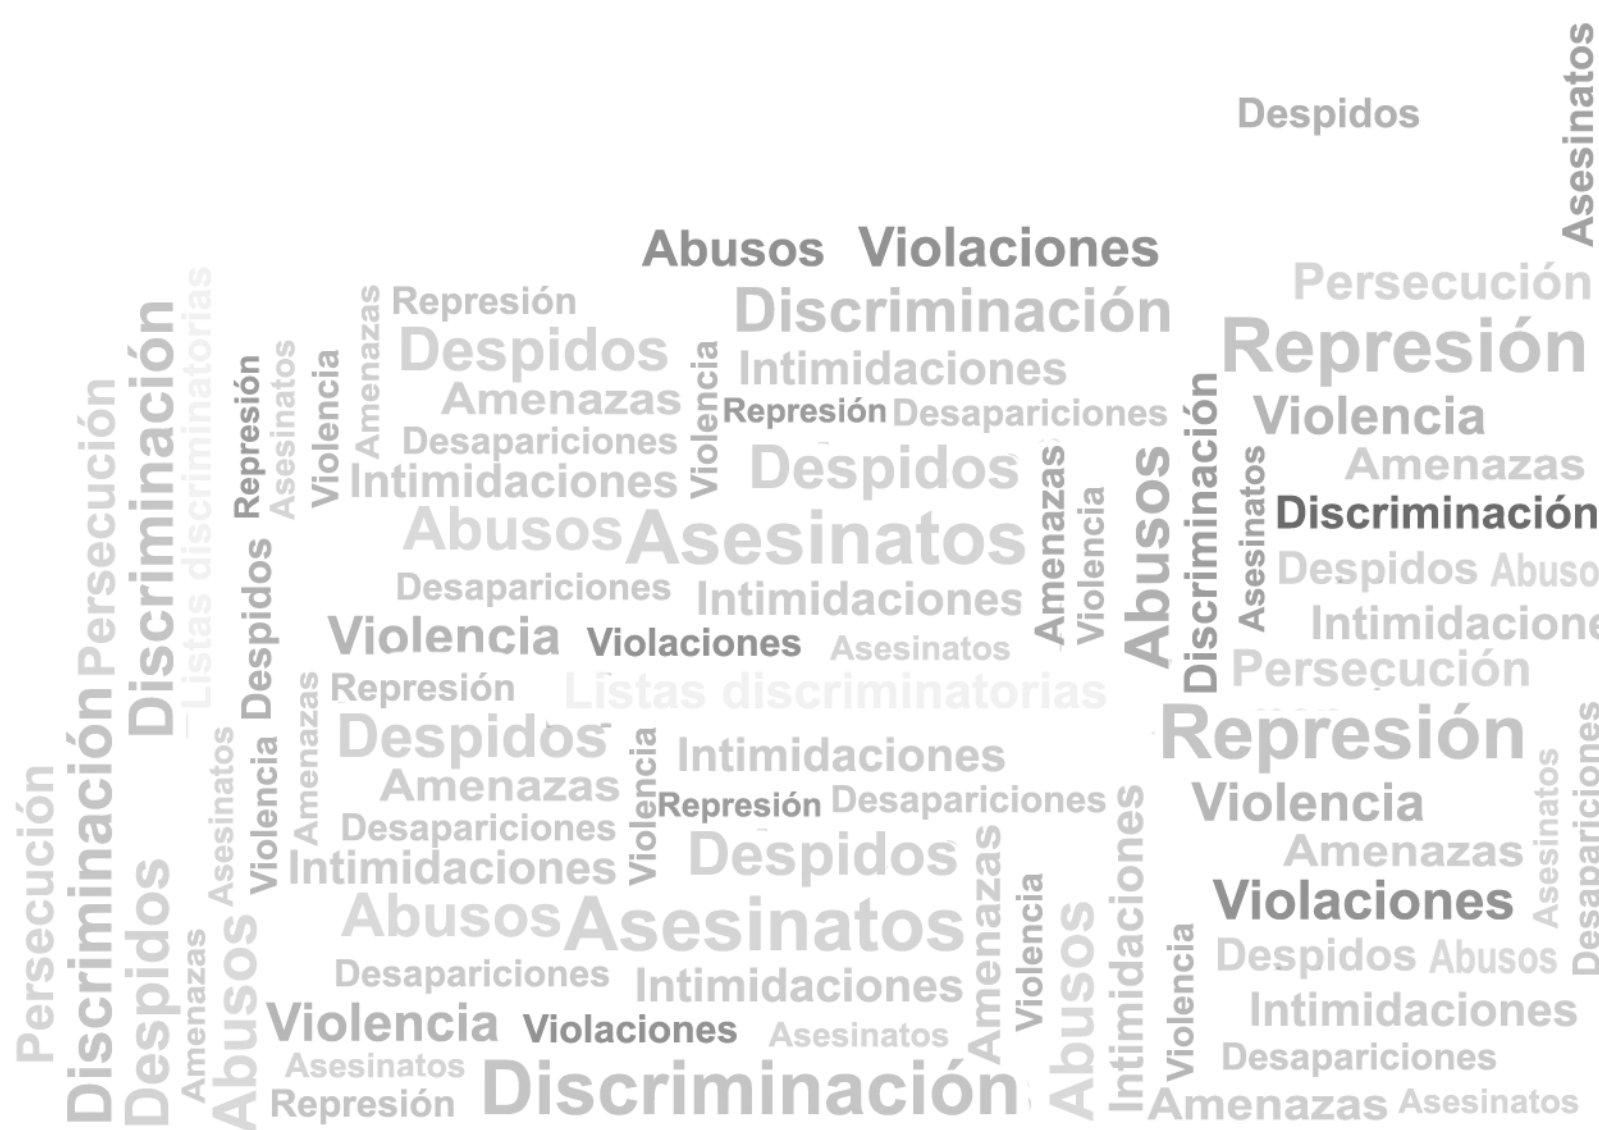 Despidos
Asesinatos
Abusos Violaciones
Persecución
Listas discriminatorias
Discriminación
Amenazas
Represión
Discriminación
Represión
Despidos
Violencia
Intimidaciones
Represión
Asesinatos
Violencia
Amenazas
Represión Desapariciones
Discriminación
Violencia
Persecución
Desapariciones
Despidos
Amenazas
Intimidaciones
Amenazas
Abusos
Asesinatos
Discriminación
Violencia
Abusos Asesinatos
Despidos
Desapariciones Intimidaciones
Despidos Abuso
Intimidacione
Violencia Violaciones Asesinatos
Persecución
Amenazas
Represión Listas discriminatorias
Discriminación
Despidos
Violencia
Intimidaciones
Represión
Desapariciones
Asesinatos
Violencia
Amenazas
Represión Desapariciones
Intimidaciones
Violencia
Asesinatos
Persecución
Desapariciones
Despidos
Amenazas
Amenazas
Intimidaciones
Violencia
Violaciones
Despidos
Abusos Asesinatos
Abusos
Amenazas
Abusos
Violencia
Despidos Abusos
Desapariciones Intimidaciones
Intimidaciones
Violencia Violaciones Asesinatos
Desapariciones
Asesinatos
Discriminación
Represión
Amenazas Asesinatos